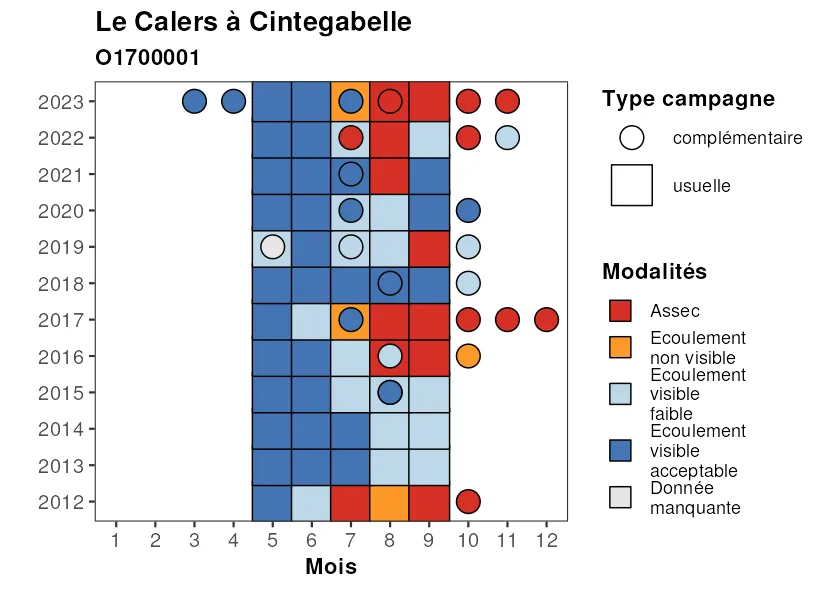 Le Calers à Cintegabelle
O1700001
2023
2022
2021
2020
2019
2018
2017
2016
2015
2014
2013
2012
1 2 3 4 5 6 7 8 9 10 11 12
Mois
Type campagne
complémentaire
usuelle
Modalités
Assec
Ecoulement
non visible
Ecoulement
visible
faible
Ecoulement
visible
acceptable
Donnée
manquante